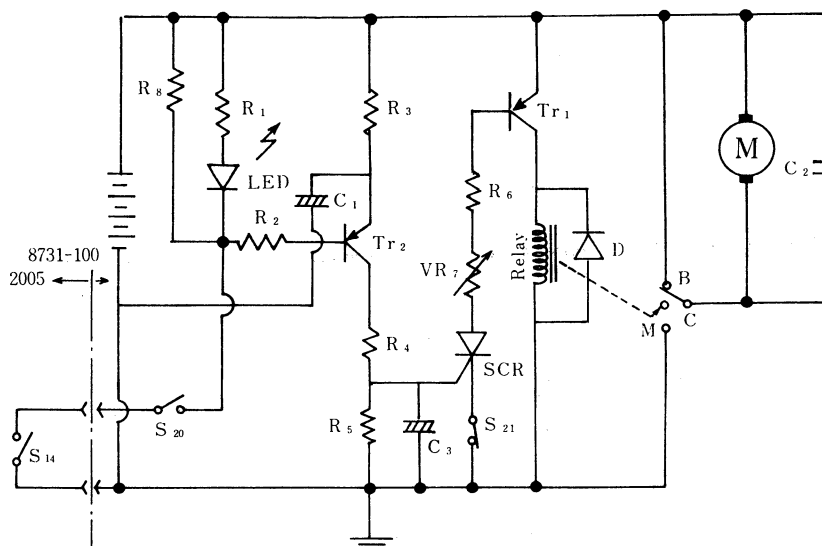 R8
R1
R3
Tr1
M
C2
LED
C1
R6
R2
Tr2
8731-100
2005
VR7
Relay
D
B
C
M
R4
SCR
S20
R5
S21
C3
S14